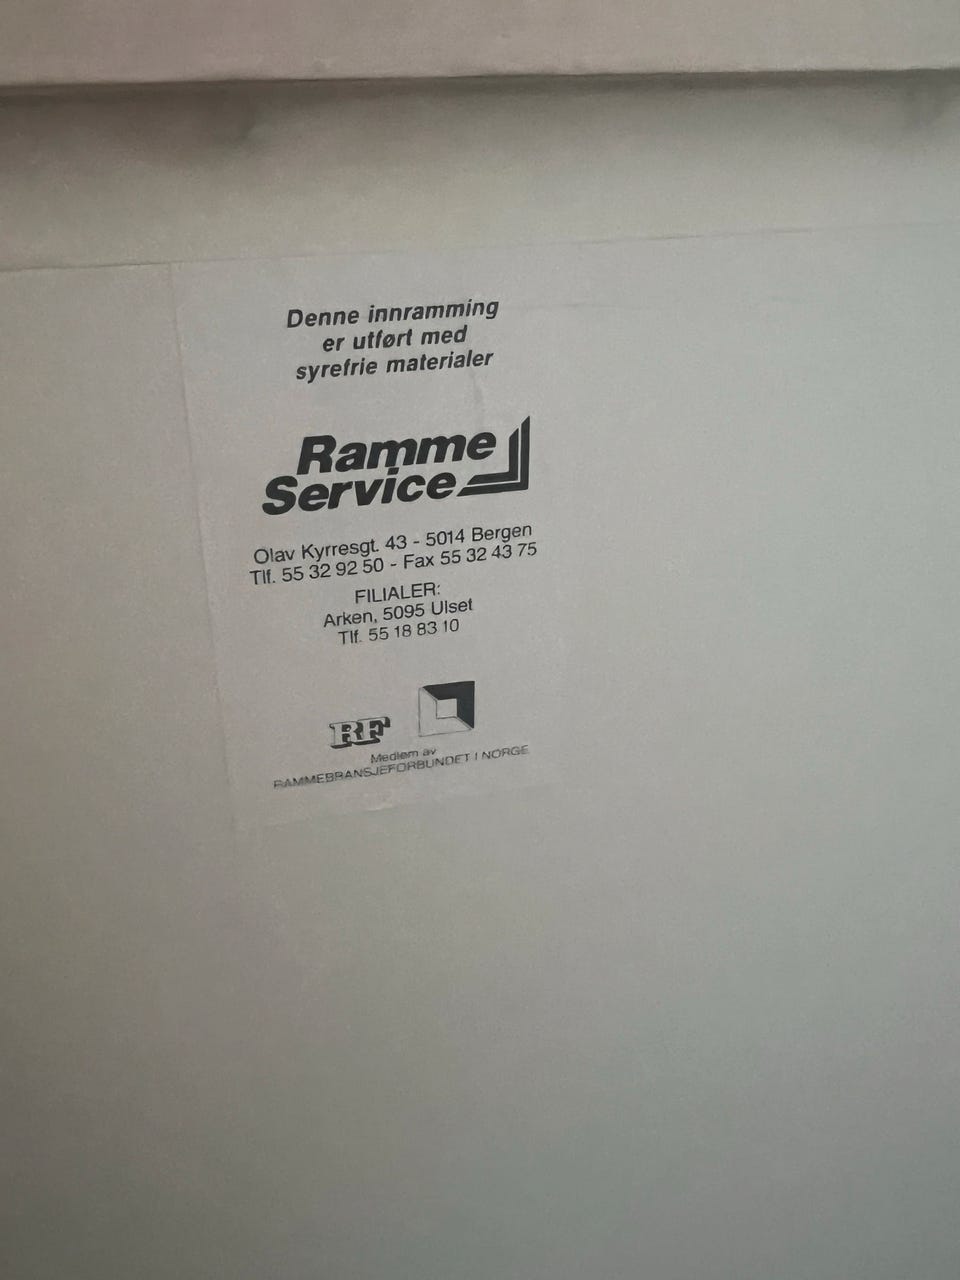 Denne innramming
er utført med
syrefrie materialer
Ramme
Service
Olav Kyrresgt. 43 - 5014 Bergen
Tlf. 55 32 92 50 - Fax 55 32 43 75
FILIALER:
Arken, 5095 Ulset
Tlf. 55 18 83 10
RF
Medlem av
RAMMEBRANSJEFORBUNDET I NORGE